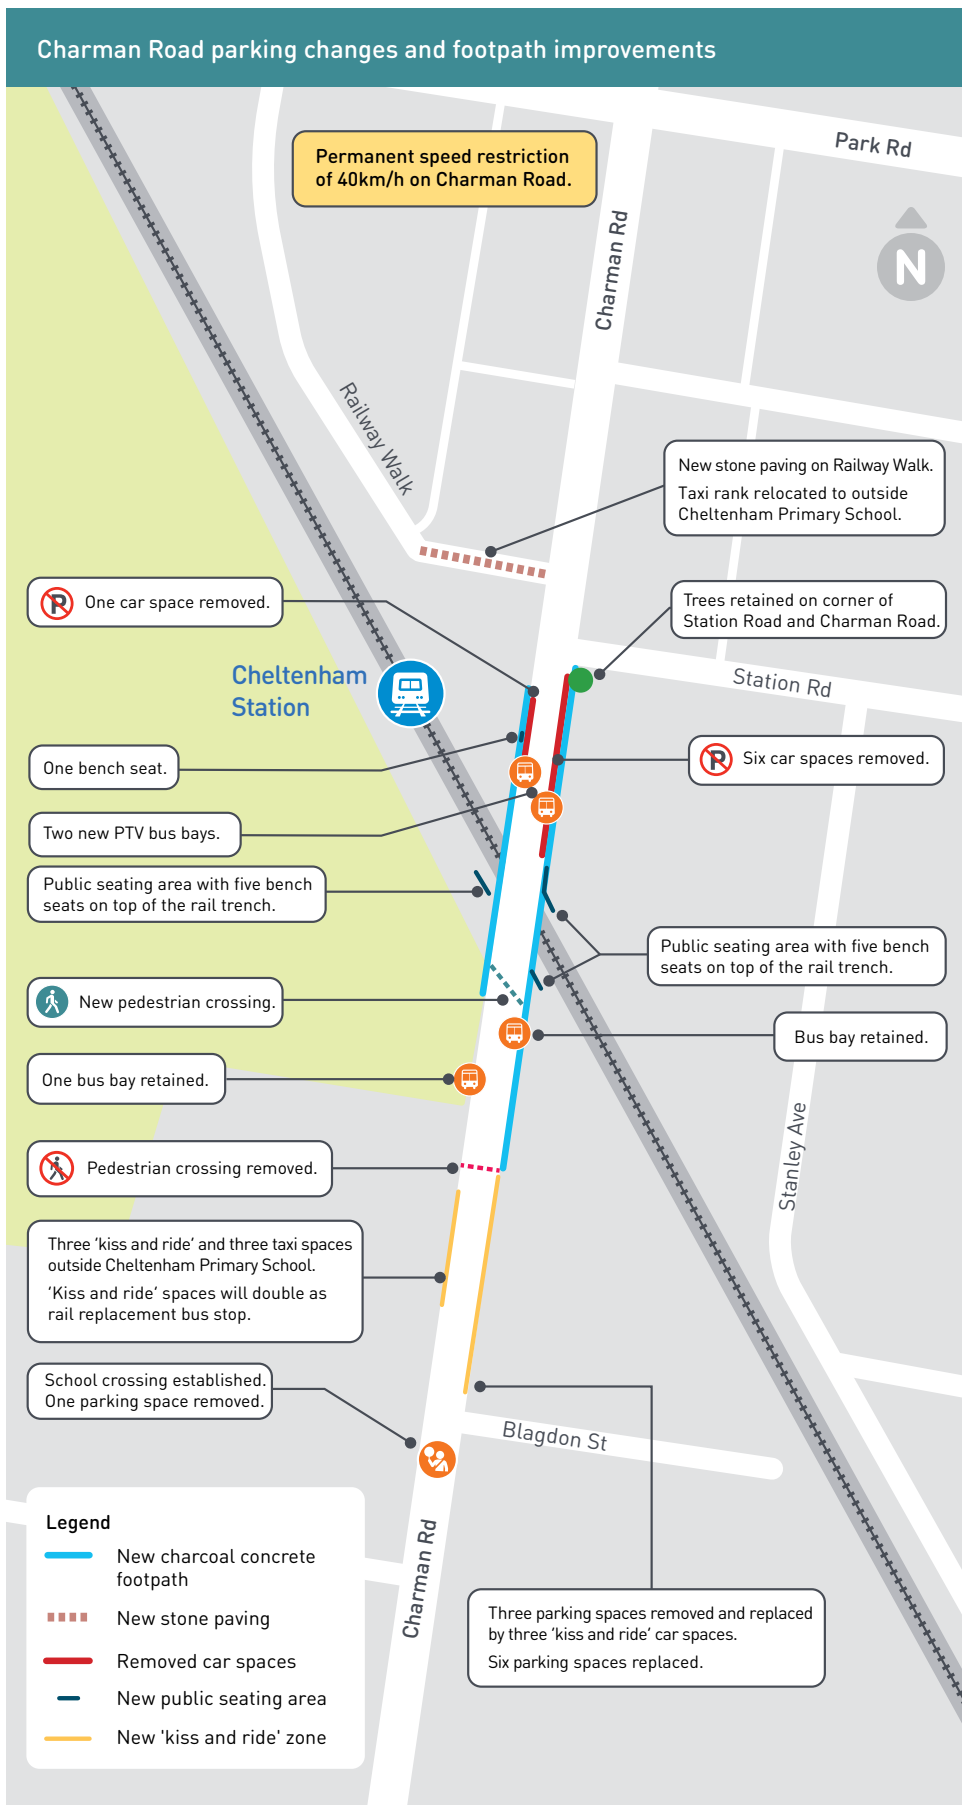 Charman Road parking changes and footpath improvements
Permanent speed restriction
of 40km/h on Charman Road.
Park Rd
N
Charman Rd
Railway Walk
New stone paving on Railway Walk.
Taxi rank relocated to outside
Cheltenham Primary School.
P
One car space removed.
Trees retained on corner of
Station Road and Charman Road.
Cheltenham
Station
Station Rd
One bench seat.
P
Six car spaces removed.
Two new PTV bus bays.
Public seating area with five bench
seats on top of the rail trench.
Public seating area with five bench
seats on top of the rail trench.
New pedestrian crossing.
Bus bay retained.
One bus bay retained.
Stanley Ave
Pedestrian crossing removed.
Three 'kiss and ride' and three taxi spaces
outside Cheltenham Primary School.
'Kiss and ride' spaces will double as
rail replacement bus stop.
School crossing established.
One parking space removed.
Blagdon St
Charman Rd
Three parking spaces removed and replaced
by three 'kiss and ride' car spaces.
Six parking spaces replaced.
Legend
New charcoal concrete
footpath
New stone paving
Removed car spaces
New public seating area
New 'kiss and ride' zone